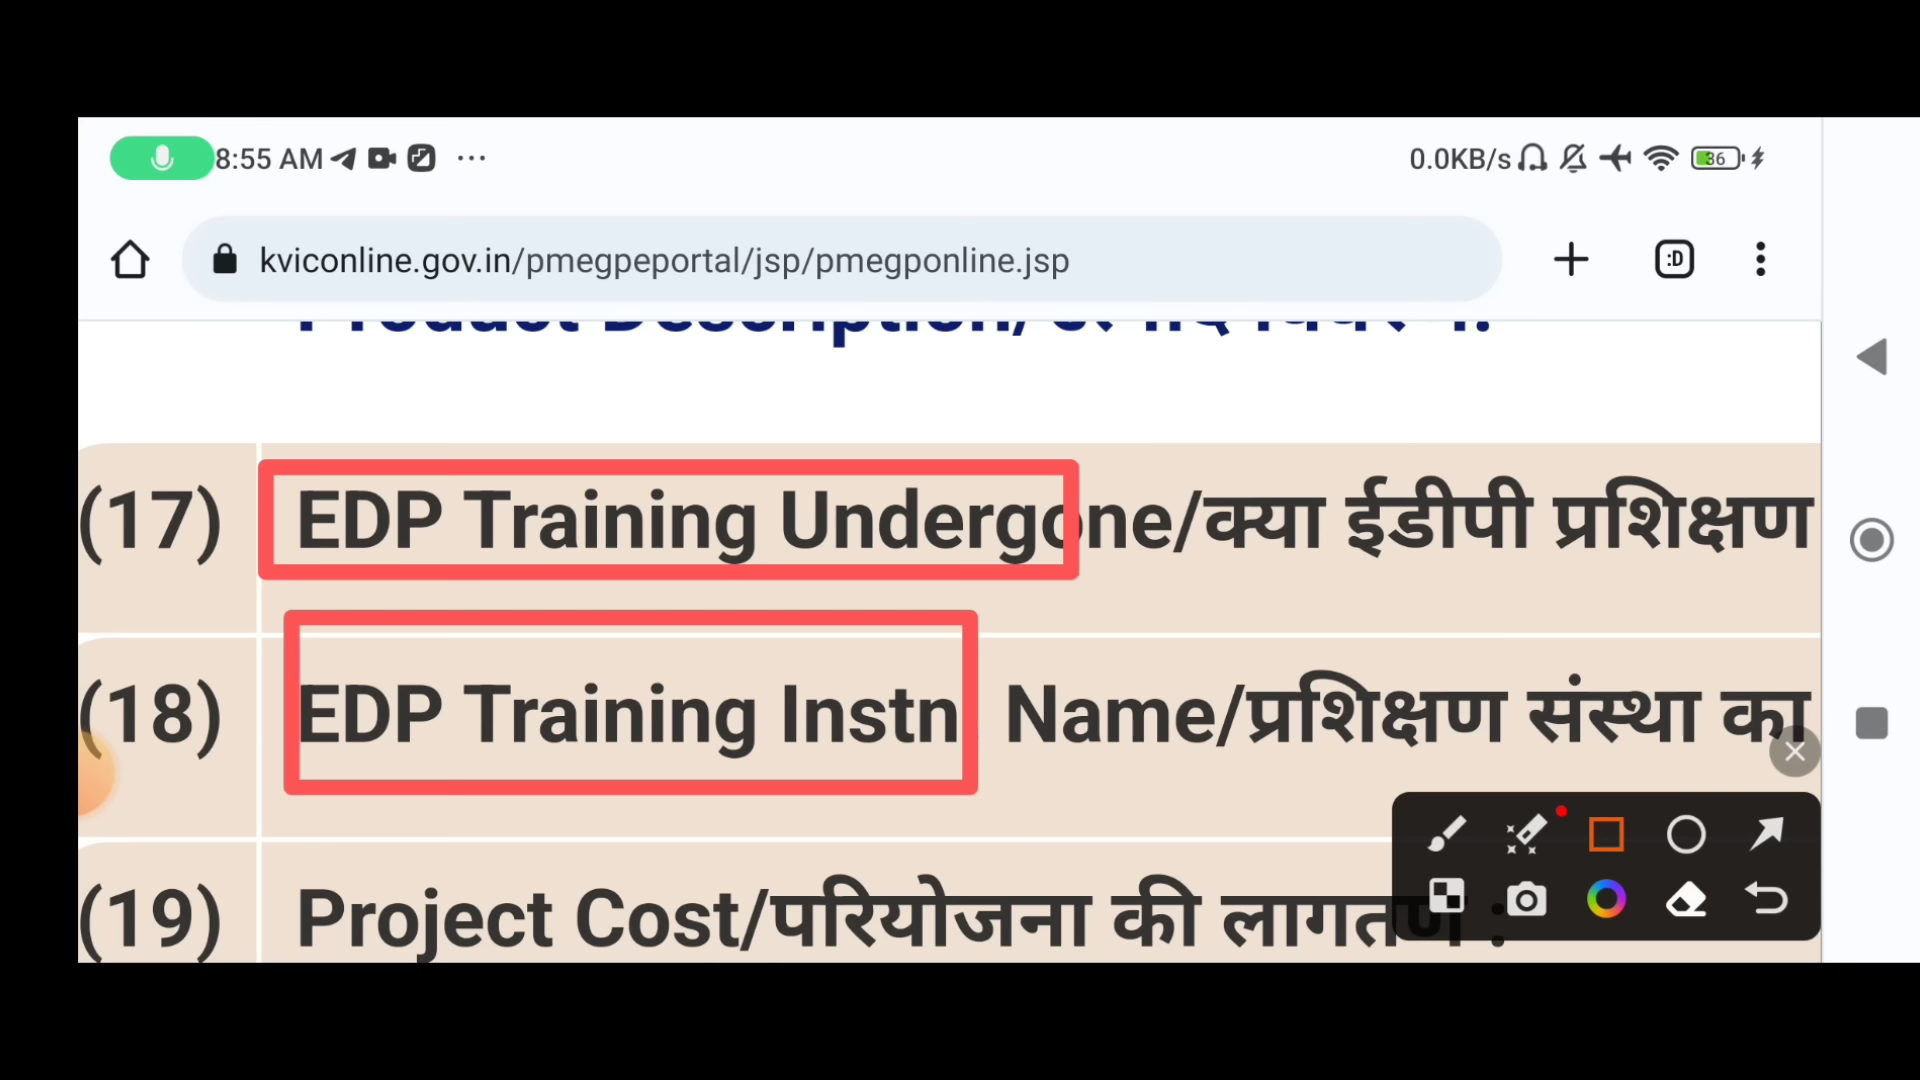 8:55 AM
0.0KB/s
36
kviconline.gov.in/pmegpeportal/jsp/pmegponline.jsp
:D
(17) EDP Training Undergone/क्या ईडीपी प्रशिक्षण
(18) EDP Training Instn Name/प्रशिक्षण संस्था का
(19) Project Cost/परियोजना की लागत :